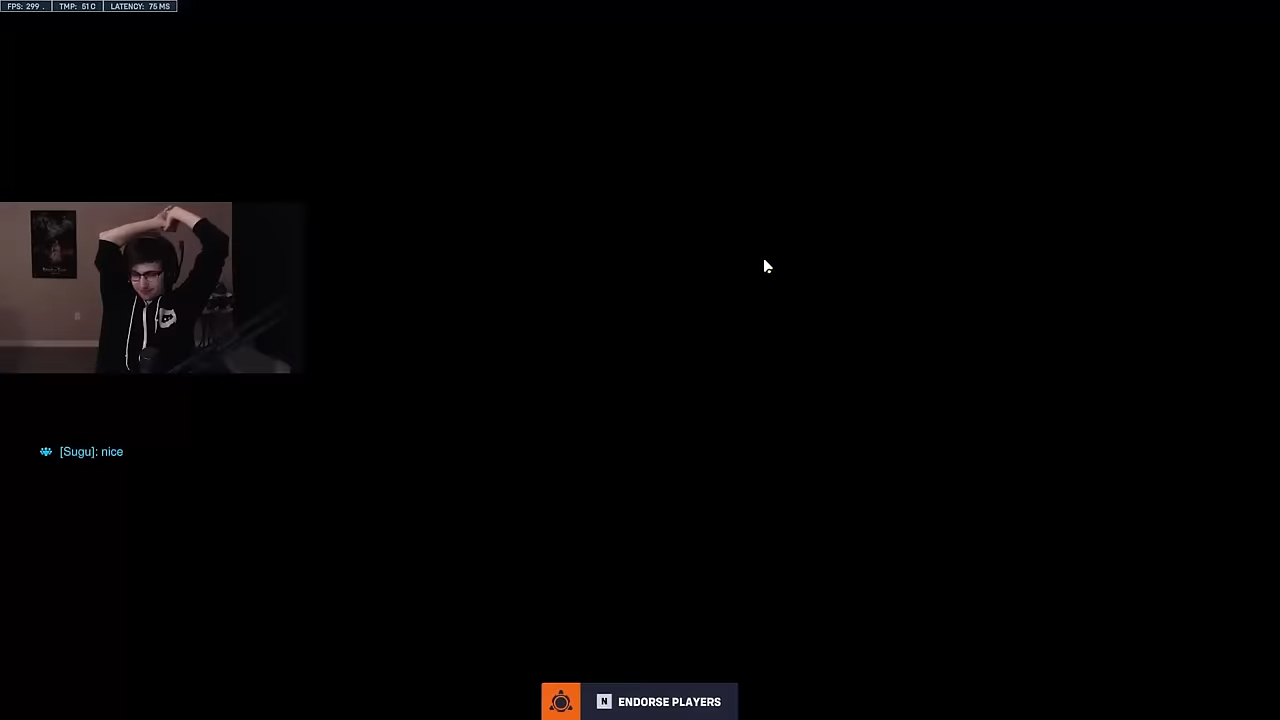 FPS: 299 . TMP: 51 C LATENCY: 75 MS
[Sugu]: nice
N ENDORSE PLAYERS